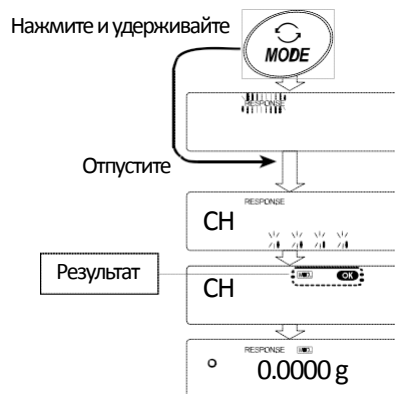 Нажмите и удерживайте
MODE
RESPONSE
Отпустите
RESPONSE
CH
Результат
CH
OK
RESPONSE
0.0000 g